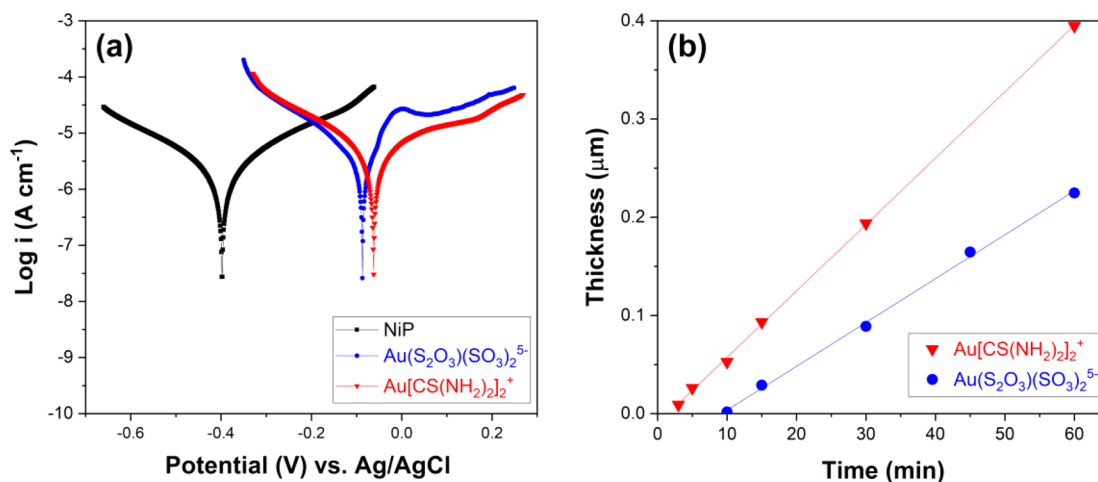 (a)
Log i (A cm⁻¹)
-3
-4
-5
-6
-7
-8
-9
-10
-0.6
-0.4
-0.2
0.0
0.2
Potential (V) vs. Ag/AgCl
NiP
Au(S₂O₃)(SO₃)₂⁵⁻
Au[CS(NH₂)₂]₂⁺
(b)
Thickness (μm)
0.4
0.3
0.2
0.1
0.0
0
10
20
30
40
50
60
Time (min)
Au[CS(NH₂)₂]₂⁺
Au(S₂O₃)(SO₃)₂⁵⁻